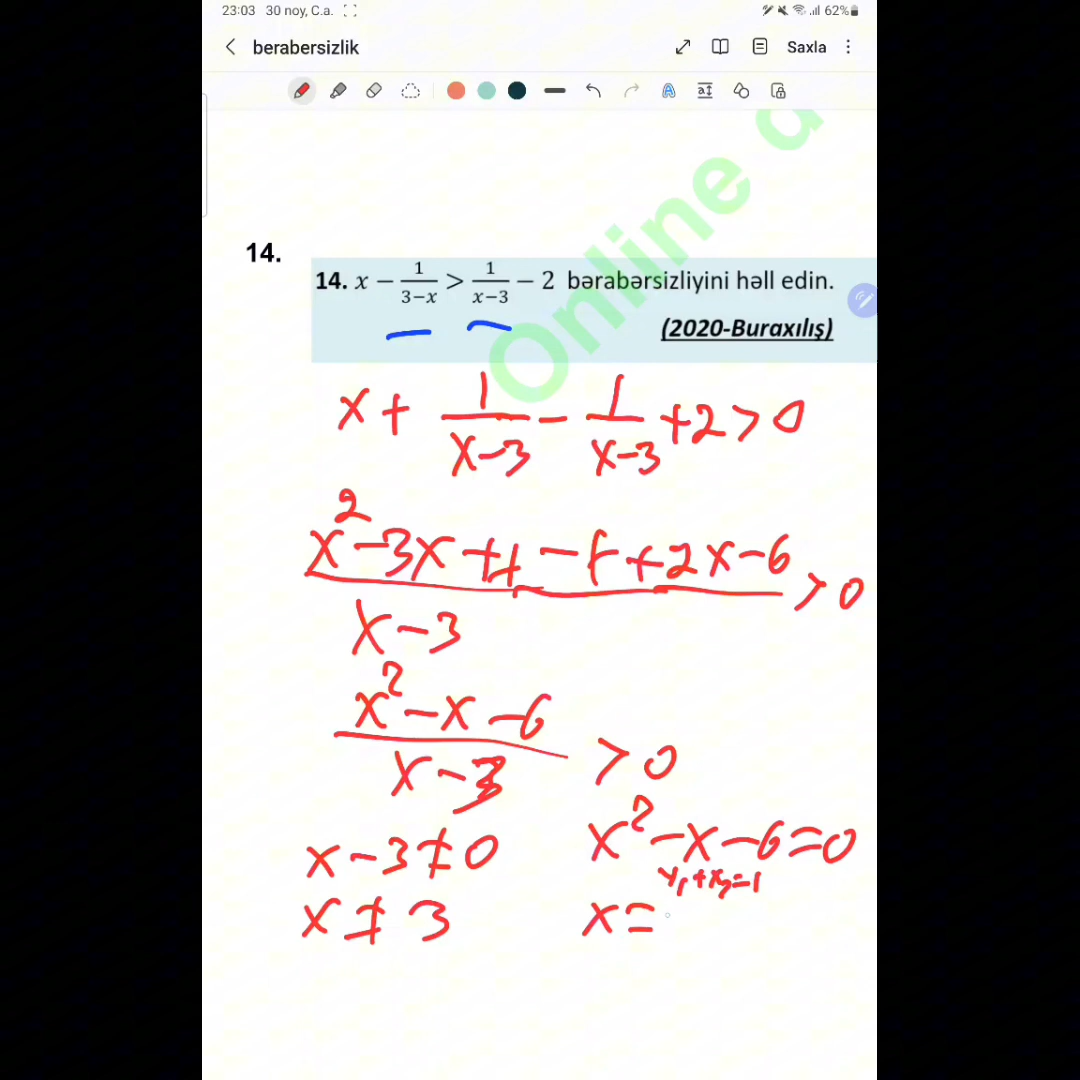 23:03 30 noy, C.a. 62%
berabersizlik Saxla
Online d
14.
14. x − 1/(3−x) > 1/(x−3) − 2 bərabərsizliyini həll edin.
(2020-Buraxılış)
x + 1/(x−3) − 1/(x−3) + 2 > 0
(x² − 3x + 1 − 1 + 2x − 6)/(x − 3) > 0
(x² − x − 6)/(x − 3) > 0
x − 3 ≠ 0 x² − x − 6 = 0
x₁ + x₂ = 1
x ≠ 3 x =